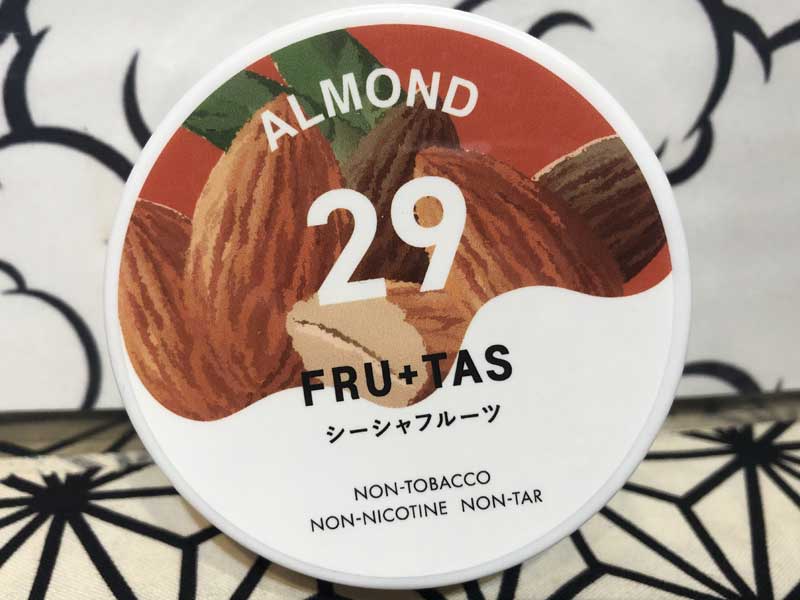 ALMOND
29
FRU+TAS
シーシャフルーツ
NON-TOBACCO
NON-NICOTINE NON-TAR